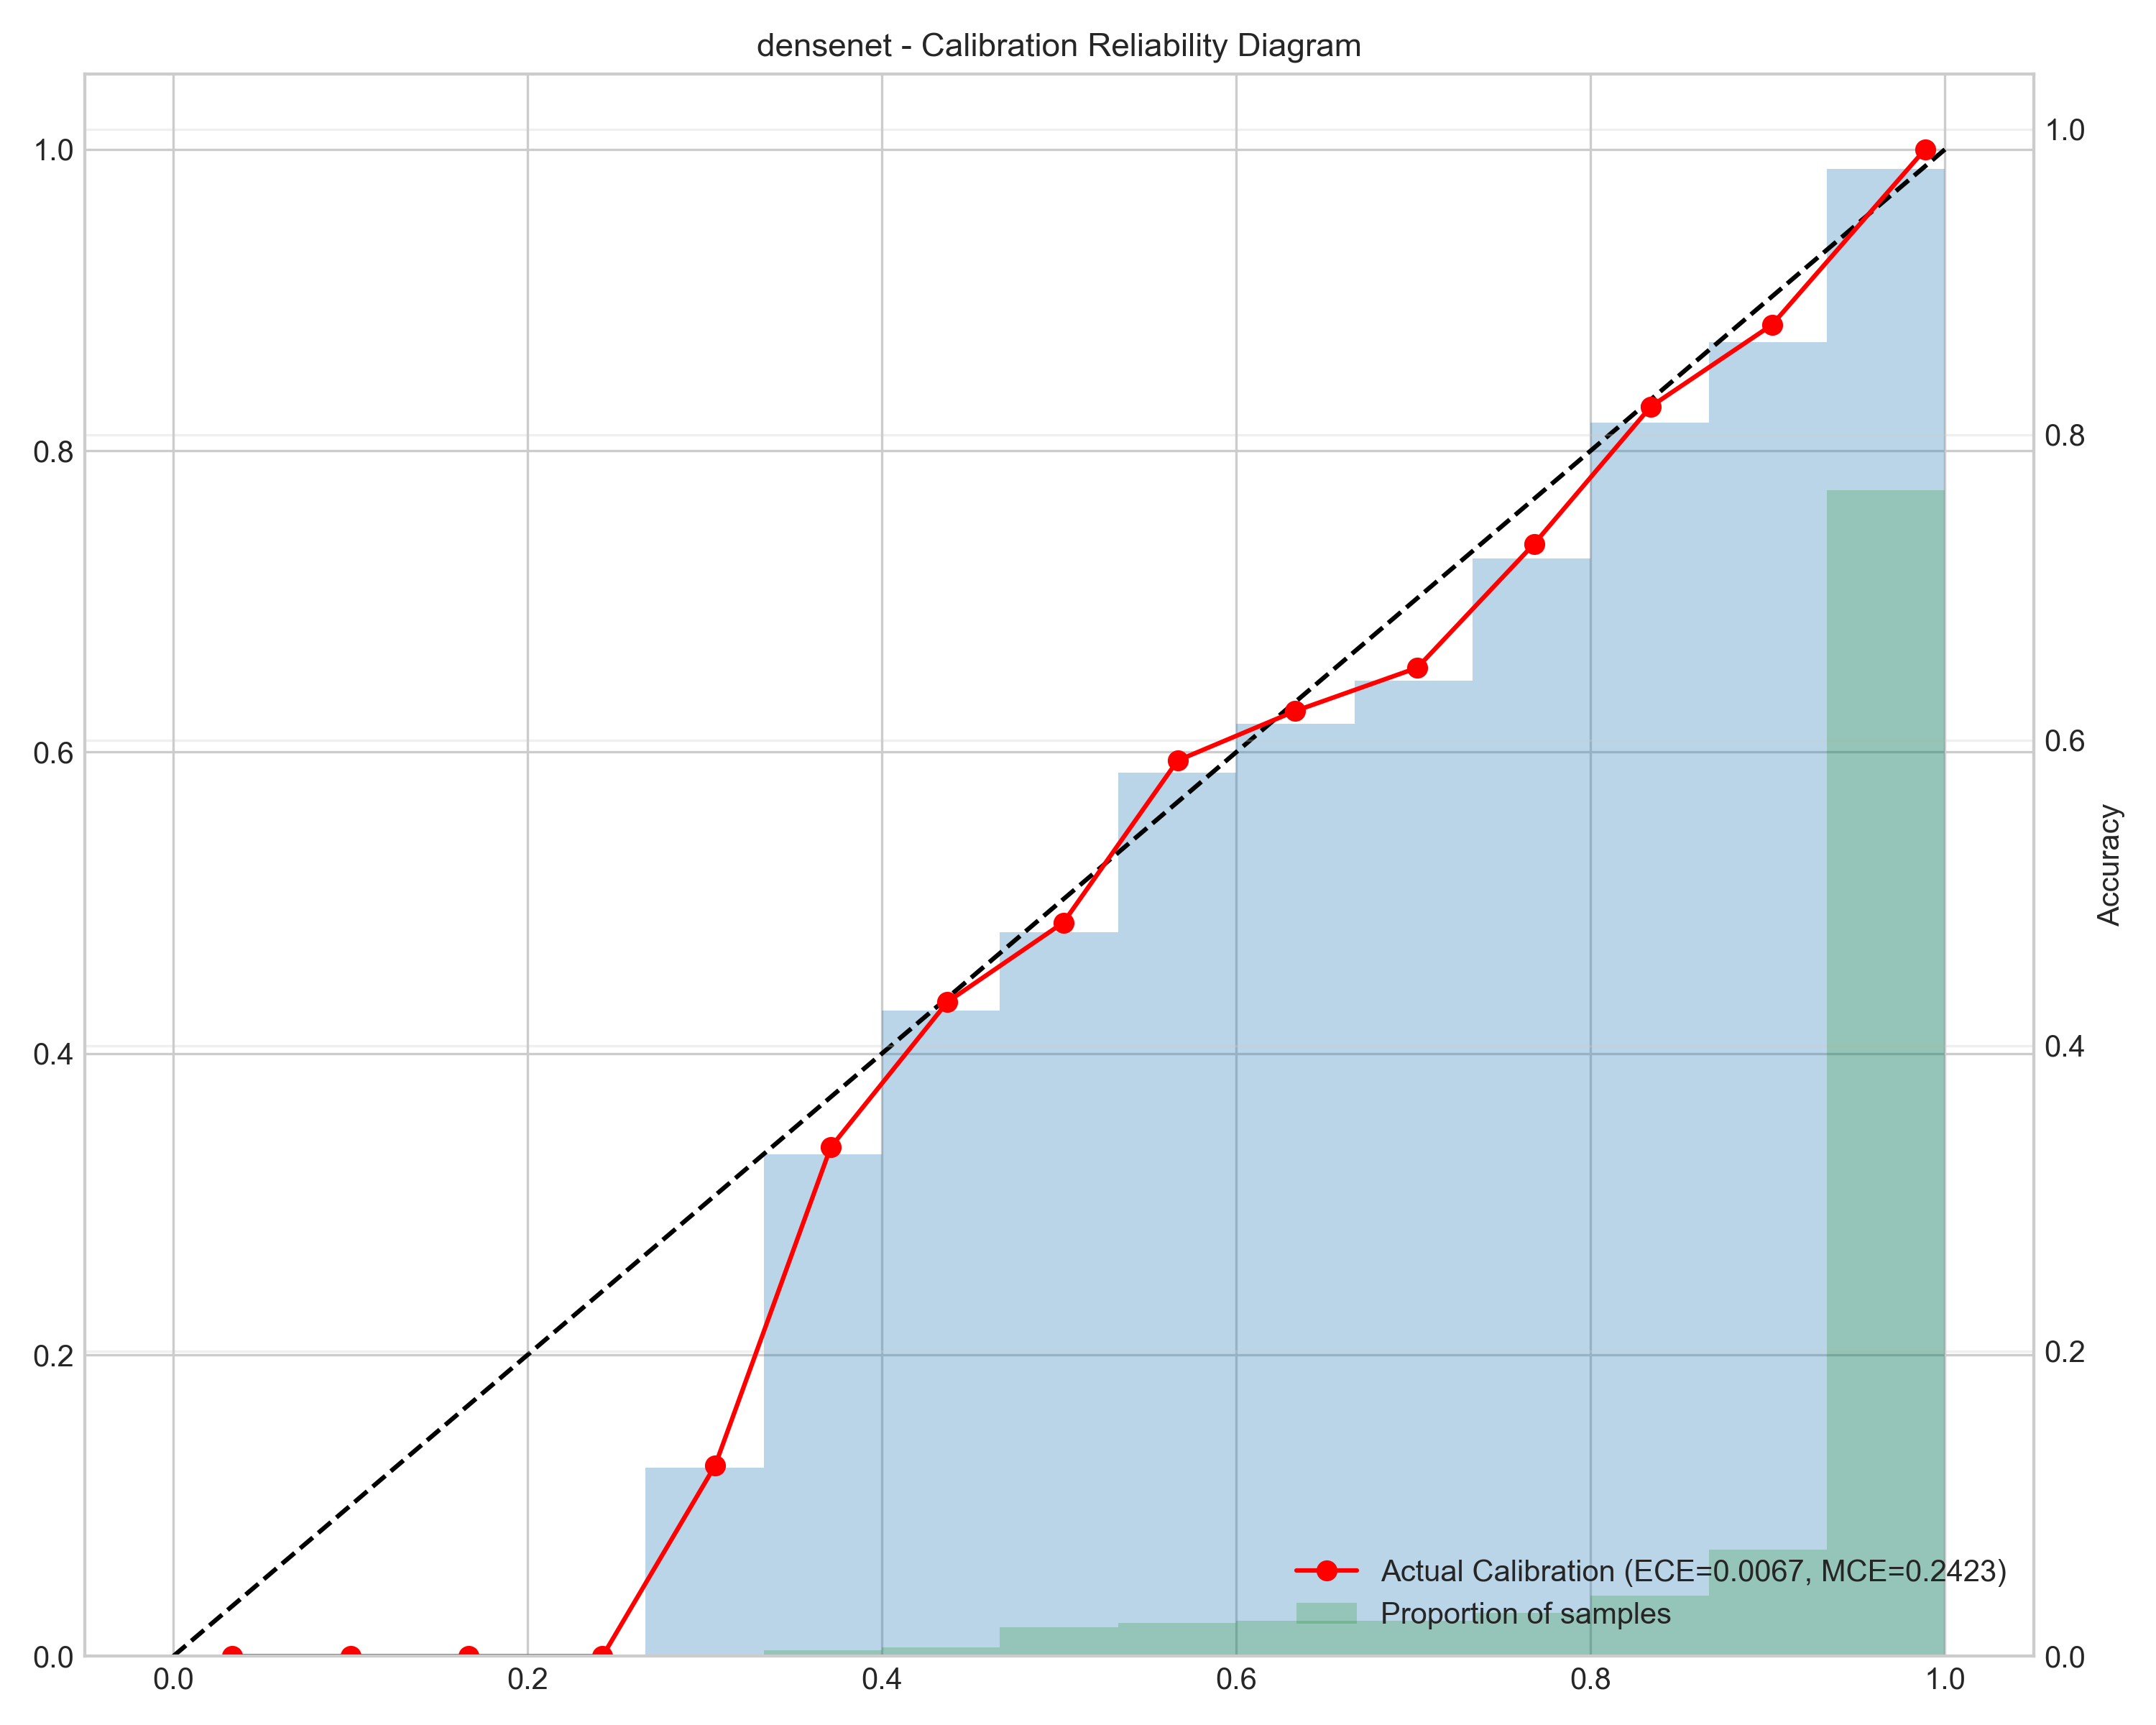 densenet - Calibration Reliability Diagram
1.0
0.8
0.6
0.4
0.2
0.0
1.0
0.8
0.6
0.4
0.2
0.0
Accuracy
Actual Calibration (ECE=0.0067, MCE=0.2423)
Proportion of samples
0.0 0.2 0.4 0.6 0.8 1.0